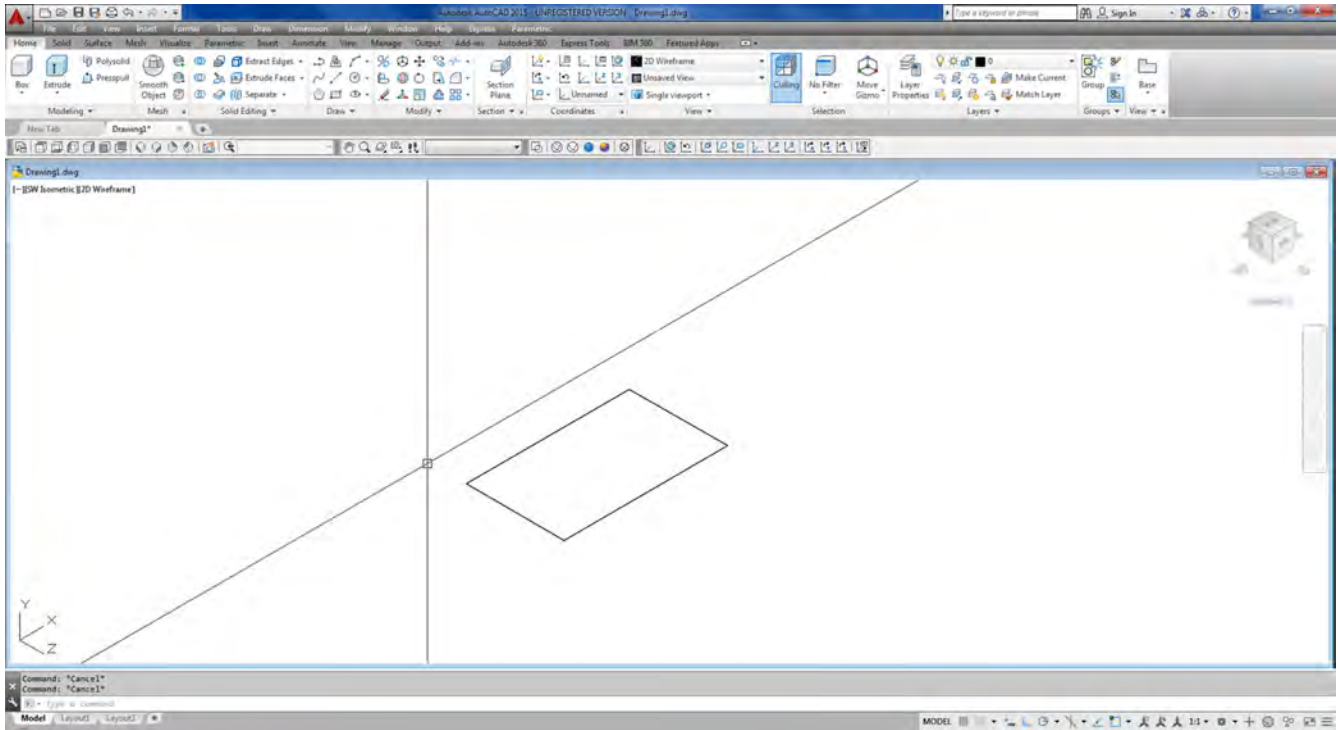 Autodesk AutoCAD 2015 - UNREGISTERED VERSION Drawing1.dwg
Type a keyword or phrase
Sign In
File Edit View Insert Format Tools Draw Dimension Modify Window Help Express Parametric
Home Solid Surface Mesh Visualize Parametric Insert Annotate View Manage Output Add-ins Autodesk 360 Express Tools BIM 360 Featured Apps
Polysolid Extract Edges 2D Wireframe 0
Presspull Extrude Faces Unsaved View Make Current
Box Extrude Smooth Object Separate Section Plane Unnamed Single viewport Culling No Filter Move Gizmo Layer Properties Match Layer Group Base
Modeling Mesh Solid Editing Draw Modify Section Coordinates View Selection Layers Groups View
New Tab Drawing1*
Drawing1.dwg
[-][SW Isometric][2D Wireframe]
Y
X
Z
Command: *Cancel*
Command: *Cancel*
Type a command
Model Layout1 Layout2
MODEL 1:1